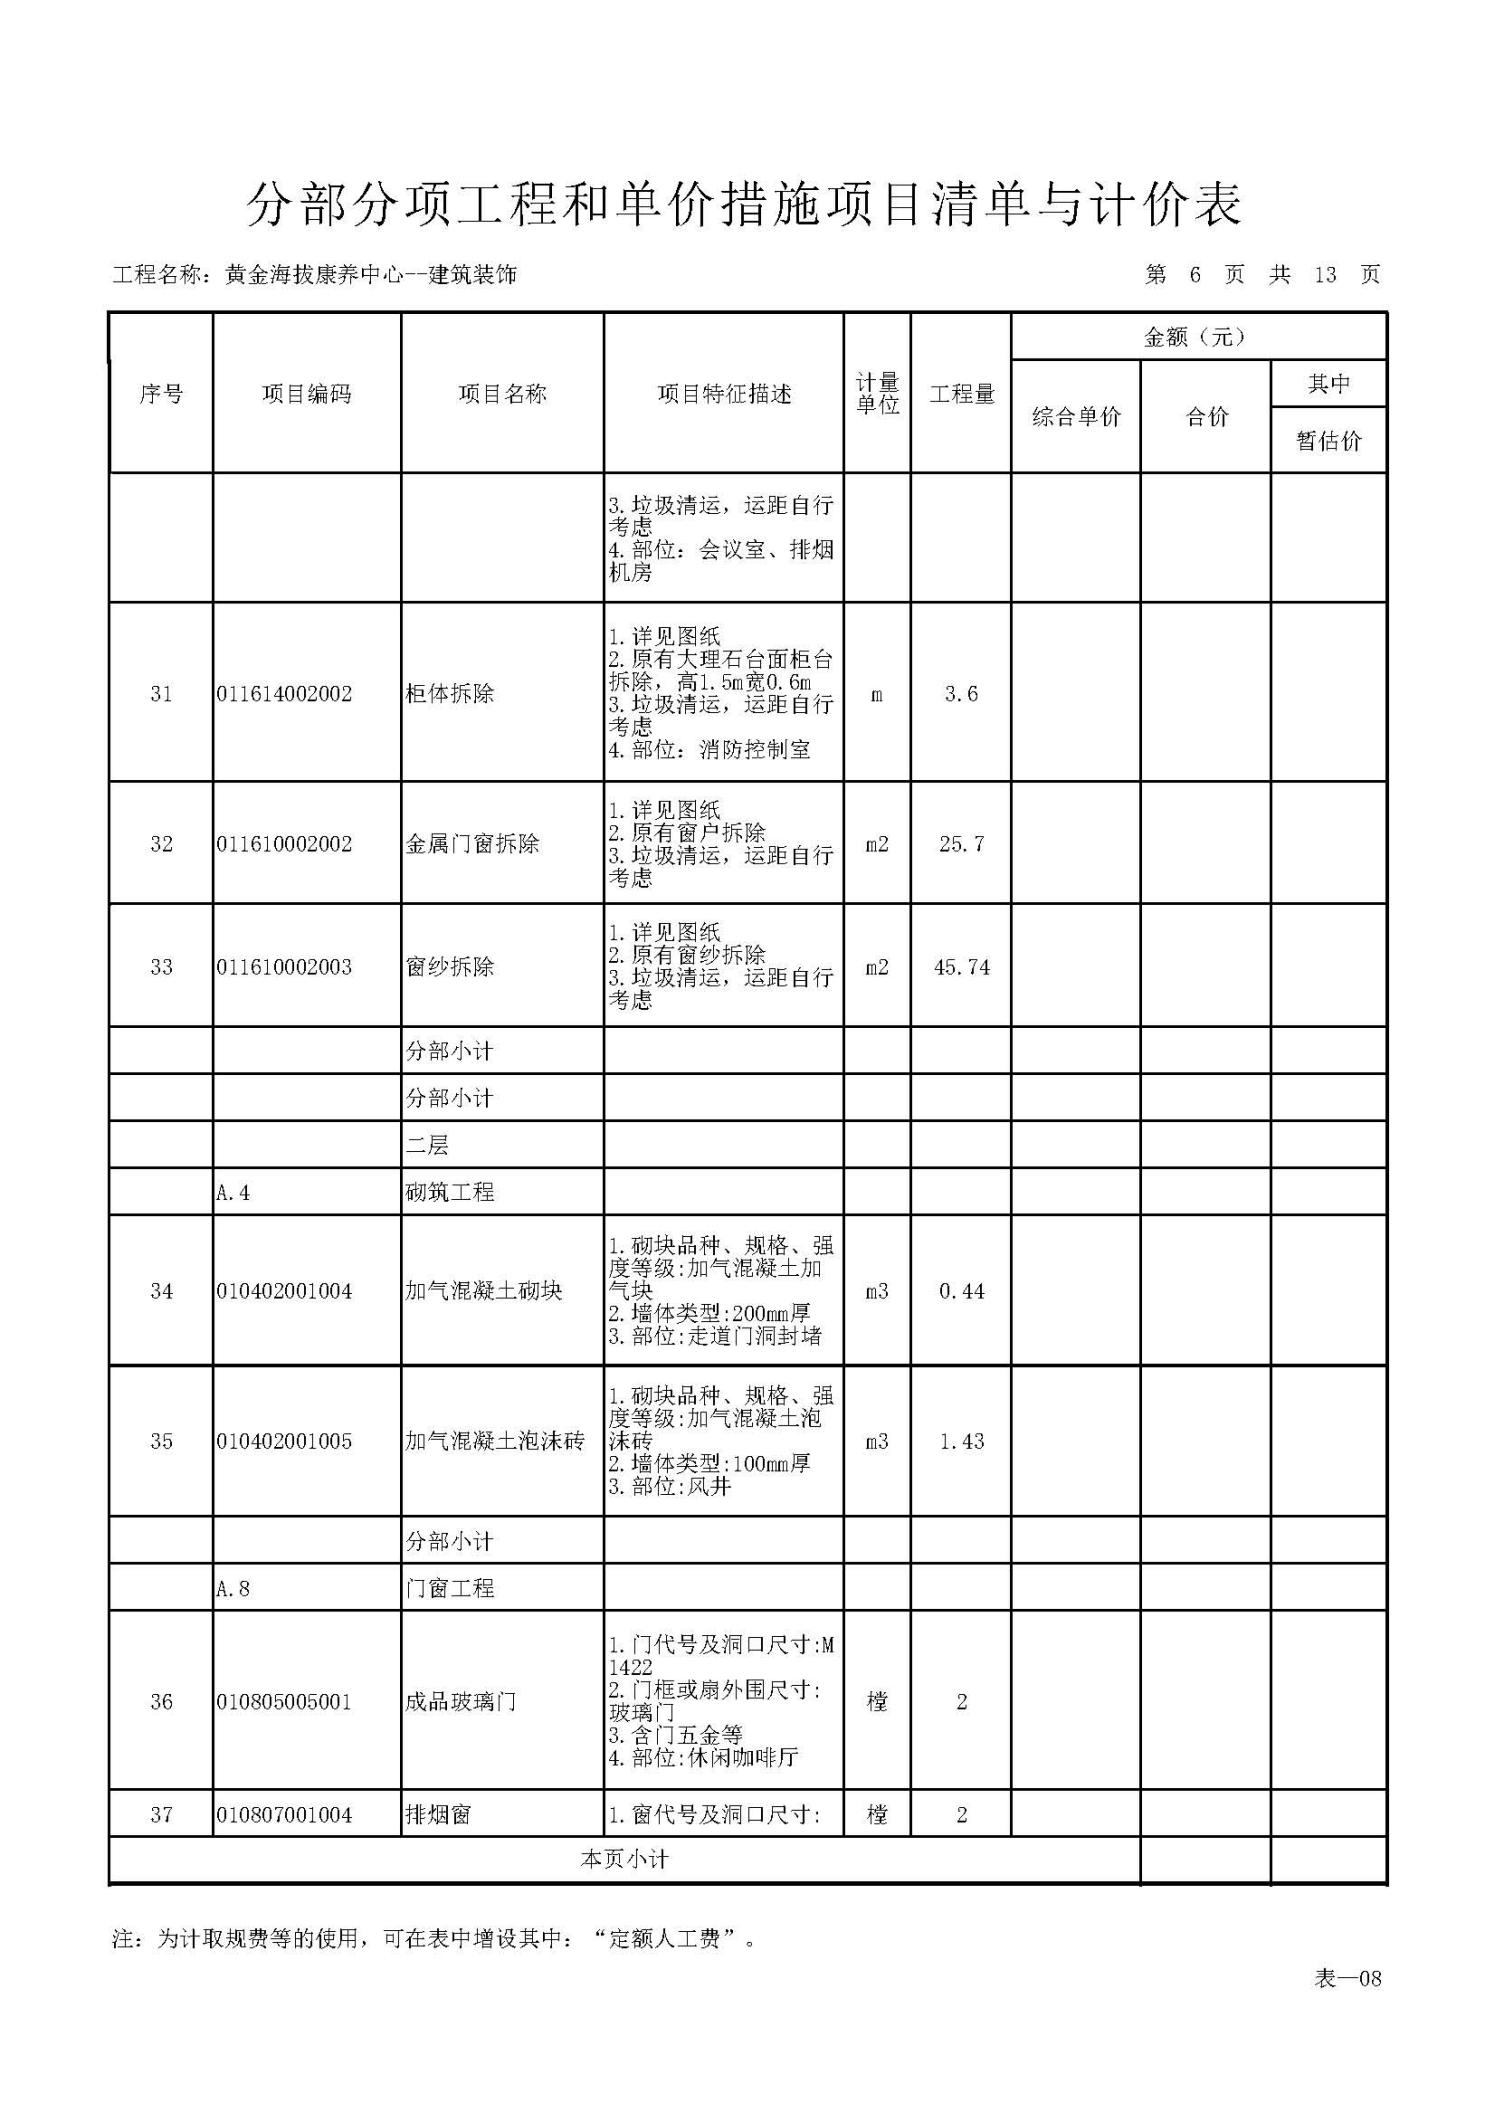 分部分项工程和单价措施项目清单与计价表
工程名称：黄金海拔康养中心--建筑装饰 第 6 页 共 13 页
序号 项目编码 项目名称 项目特征描述 计量单位 工程量 金额（元）
综合单价 合价 其中
暂估价
3.垃圾清运，运距自行
考虑
4.部位：会议室、排烟
机房
31 011614002002 柜体拆除 1.详见图纸
2.原有大理石台面柜台
拆除，高1.5m宽0.6m
3.垃圾清运，运距自行
考虑
4.部位：消防控制室
m 3.6
32 011610002002 金属门窗拆除 1.详见图纸
2.原有窗户拆除
3.垃圾清运，运距自行
考虑
m2 25.7
33 011610002003 窗纱拆除 1.详见图纸
2.原有窗纱拆除
3.垃圾清运，运距自行
考虑
m2 45.74
分部小计
分部小计
二层
A.4 砌筑工程
34 010402001004 加气混凝土砌块 1.砌块品种、规格、强
度等级:加气混凝土加
气块
2.墙体类型:200mm厚
3.部位:走道门洞封堵
m3 0.44
35 010402001005 加气混凝土泡沫砖 1.砌块品种、规格、强
度等级:加气混凝土泡
沫砖
2.墙体类型:100mm厚
3.部位:风井
m3 1.43
分部小计
A.8 门窗工程
36 010805005001 成品玻璃门 1.门代号及洞口尺寸:M
1422
2.门框或扇外围尺寸:
玻璃门
3.含门五金等
4.部位:休闲咖啡厅
樘 2
37 010807001004 排烟窗 1.窗代号及洞口尺寸: 樘 2
本页小计
注：为计取规费等的使用，可在表中增设其中：“定额人工费”。
表—08